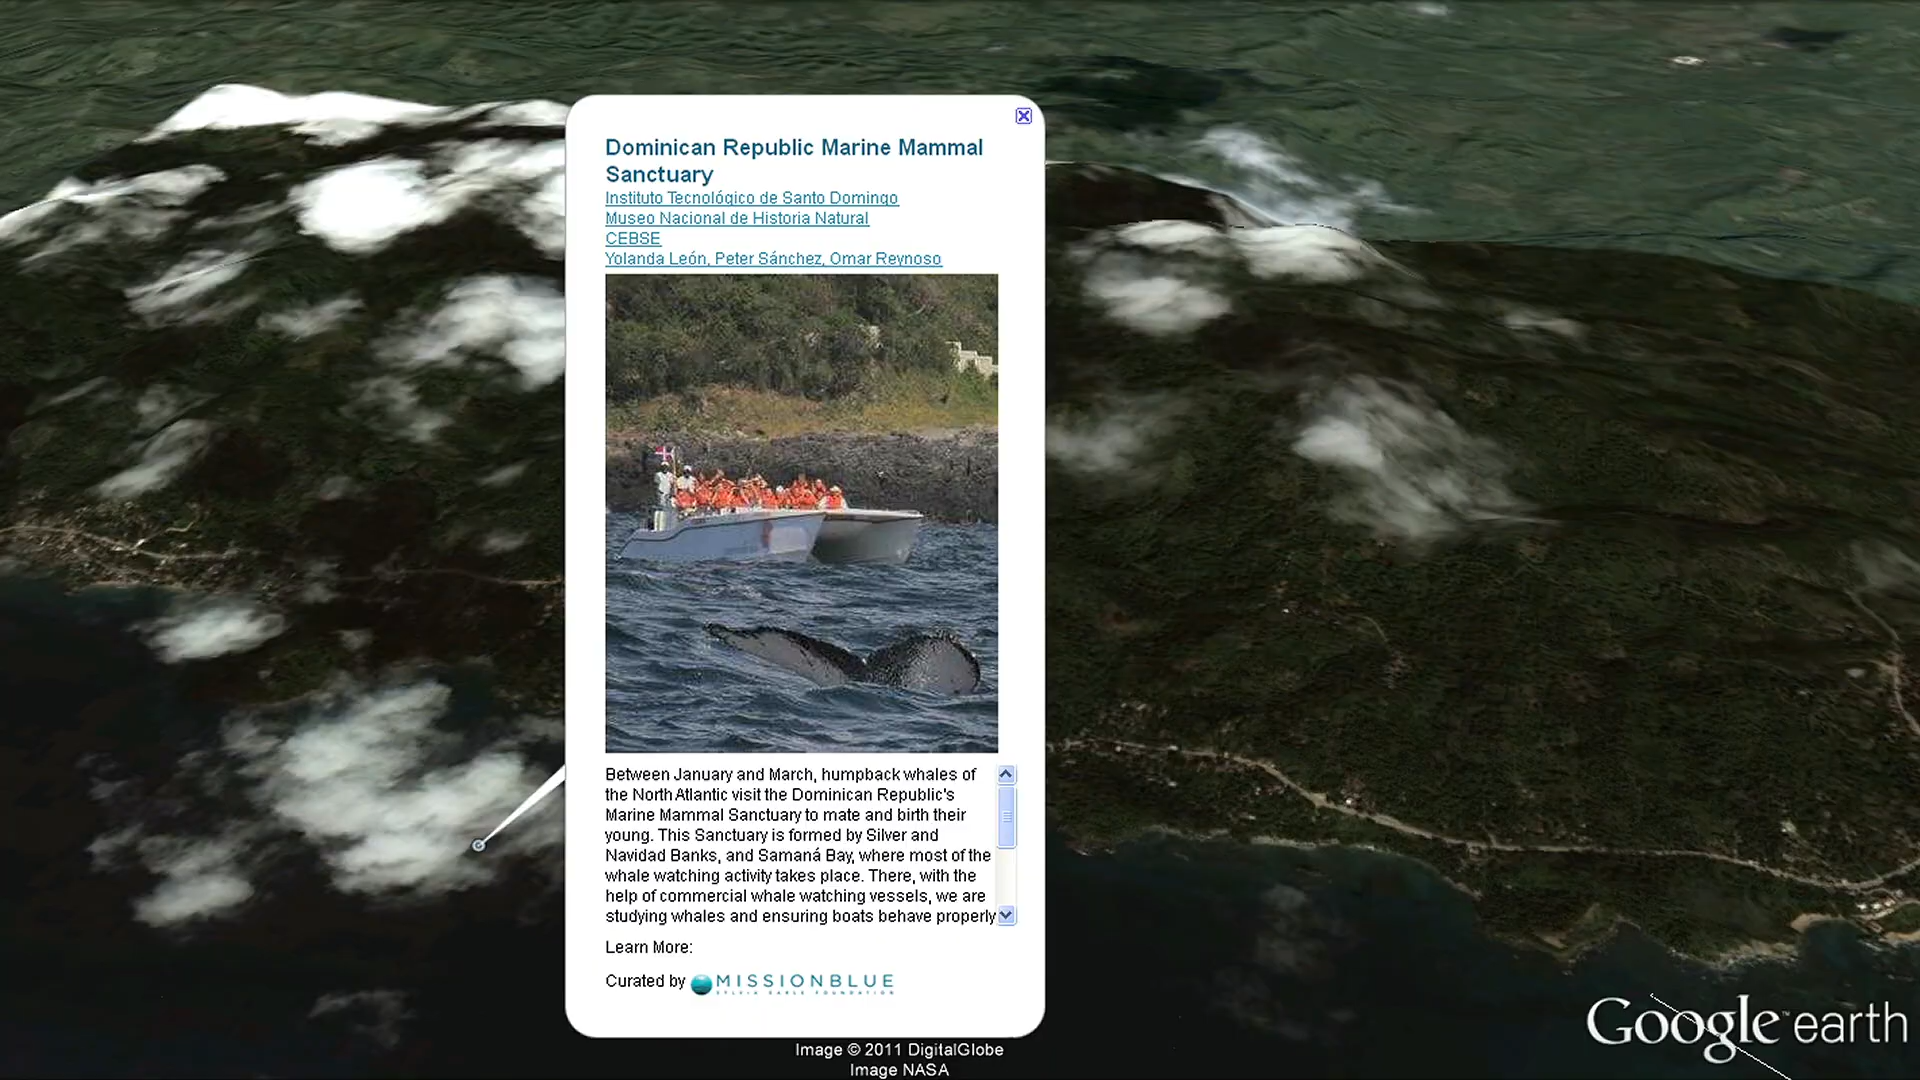 Dominican Republic Marine Mammal
Sanctuary
Instituto Tecnológico de Santo Domingo
Museo Nacional de Historia Natural
CEBSE
Yolanda León, Peter Sánchez, Omar Reynoso
Between January and March, humpback whales of
the North Atlantic visit the Dominican Republic's
Marine Mammal Sanctuary to mate and birth their
young. This Sanctuary is formed by Silver and
Navidad Banks, and Samaná Bay, where most of the
whale watching activity takes place. There, with the
help of commercial whale watching vessels, we are
studying whales and ensuring boats behave properly
Learn More:
Curated by MISSIONBLUE
SYLVIA EARLE FOUNDATION
Image © 2011 DigitalGlobe
Image NASA
Google™ earth